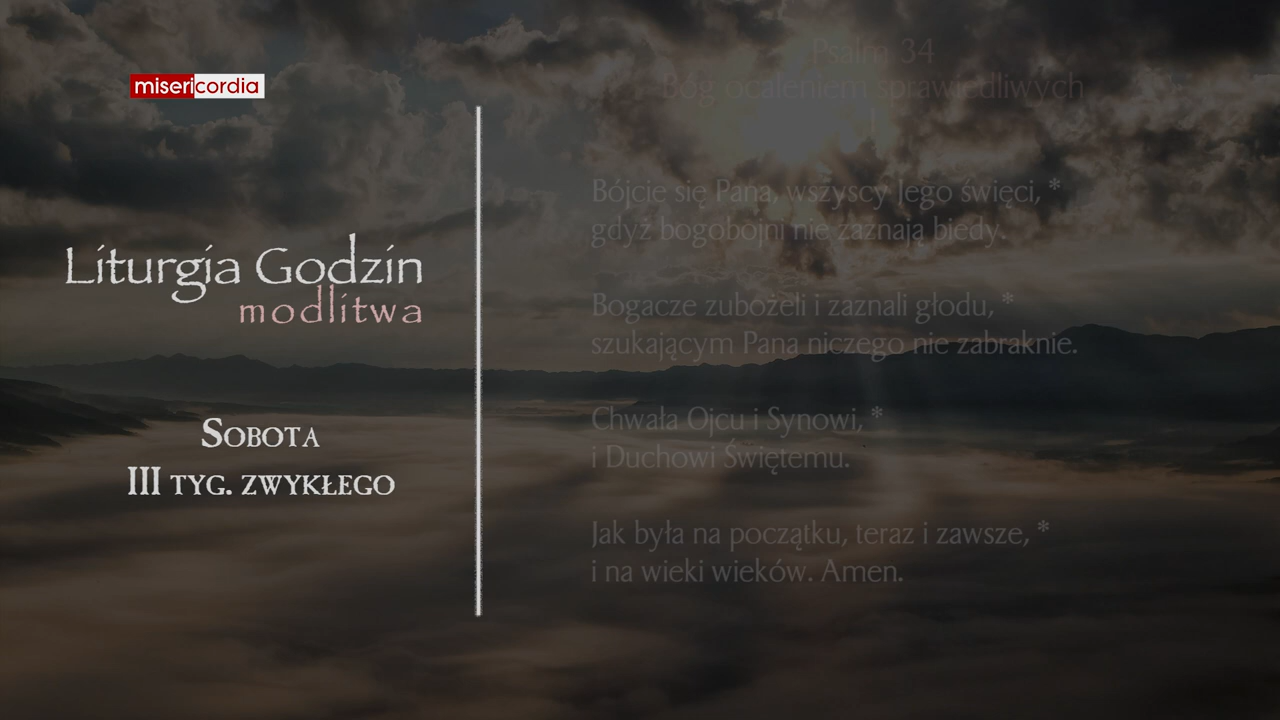 misericordia
Liturgia Godzin
modlitwa
Sobota
III tyg. zwykłego
Psalm 34
Bóg ocaleniem sprawiedliwych
Bójcie się Pana, wszyscy Jego święci, *
gdyż bogobojni nie zaznają biedy.
Bogacze zubożeli i zaznali głodu, *
szukającym Pana niczego nie zabraknie.
Chwała Ojcu i Synowi, *
i Duchowi Świętemu.
Jak była na początku, teraz i zawsze, *
i na wieki wieków. Amen.